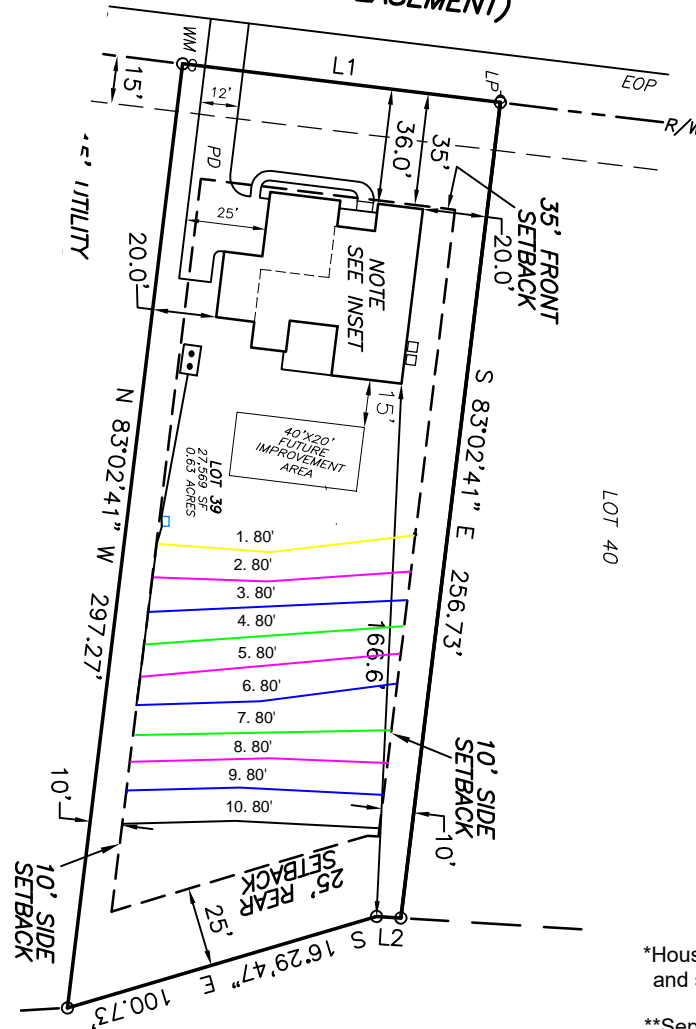 EASEMENT)
WM
L1
LP
EOP
R/W
15'
12'
36.0'
35'
PD
25'
UTILITY
20.0'
NOTE
SEE INSET
35' FRONT
SETBACK
20.0'
15'
40'X20'
FUTURE
IMPROVEMENT
AREA
LOT 39
27,569 SF
0.63 ACRES
S 83°02'41" E 256.73'
LOT 40
N 83°02'41" W 297.27'
1. 80'
2. 80'
3. 80'
4. 80'
5. 80'
6. 80'
7. 80'
8. 80'
9. 80'
10. 80'
166.6'
10' SIDE
SETBACK
10'
10'
10' SIDE
SETBACK
25' REAR
SETBACK
25'
L2
S 16°29'47" E 100.73'
*Hous
and s
**Sep